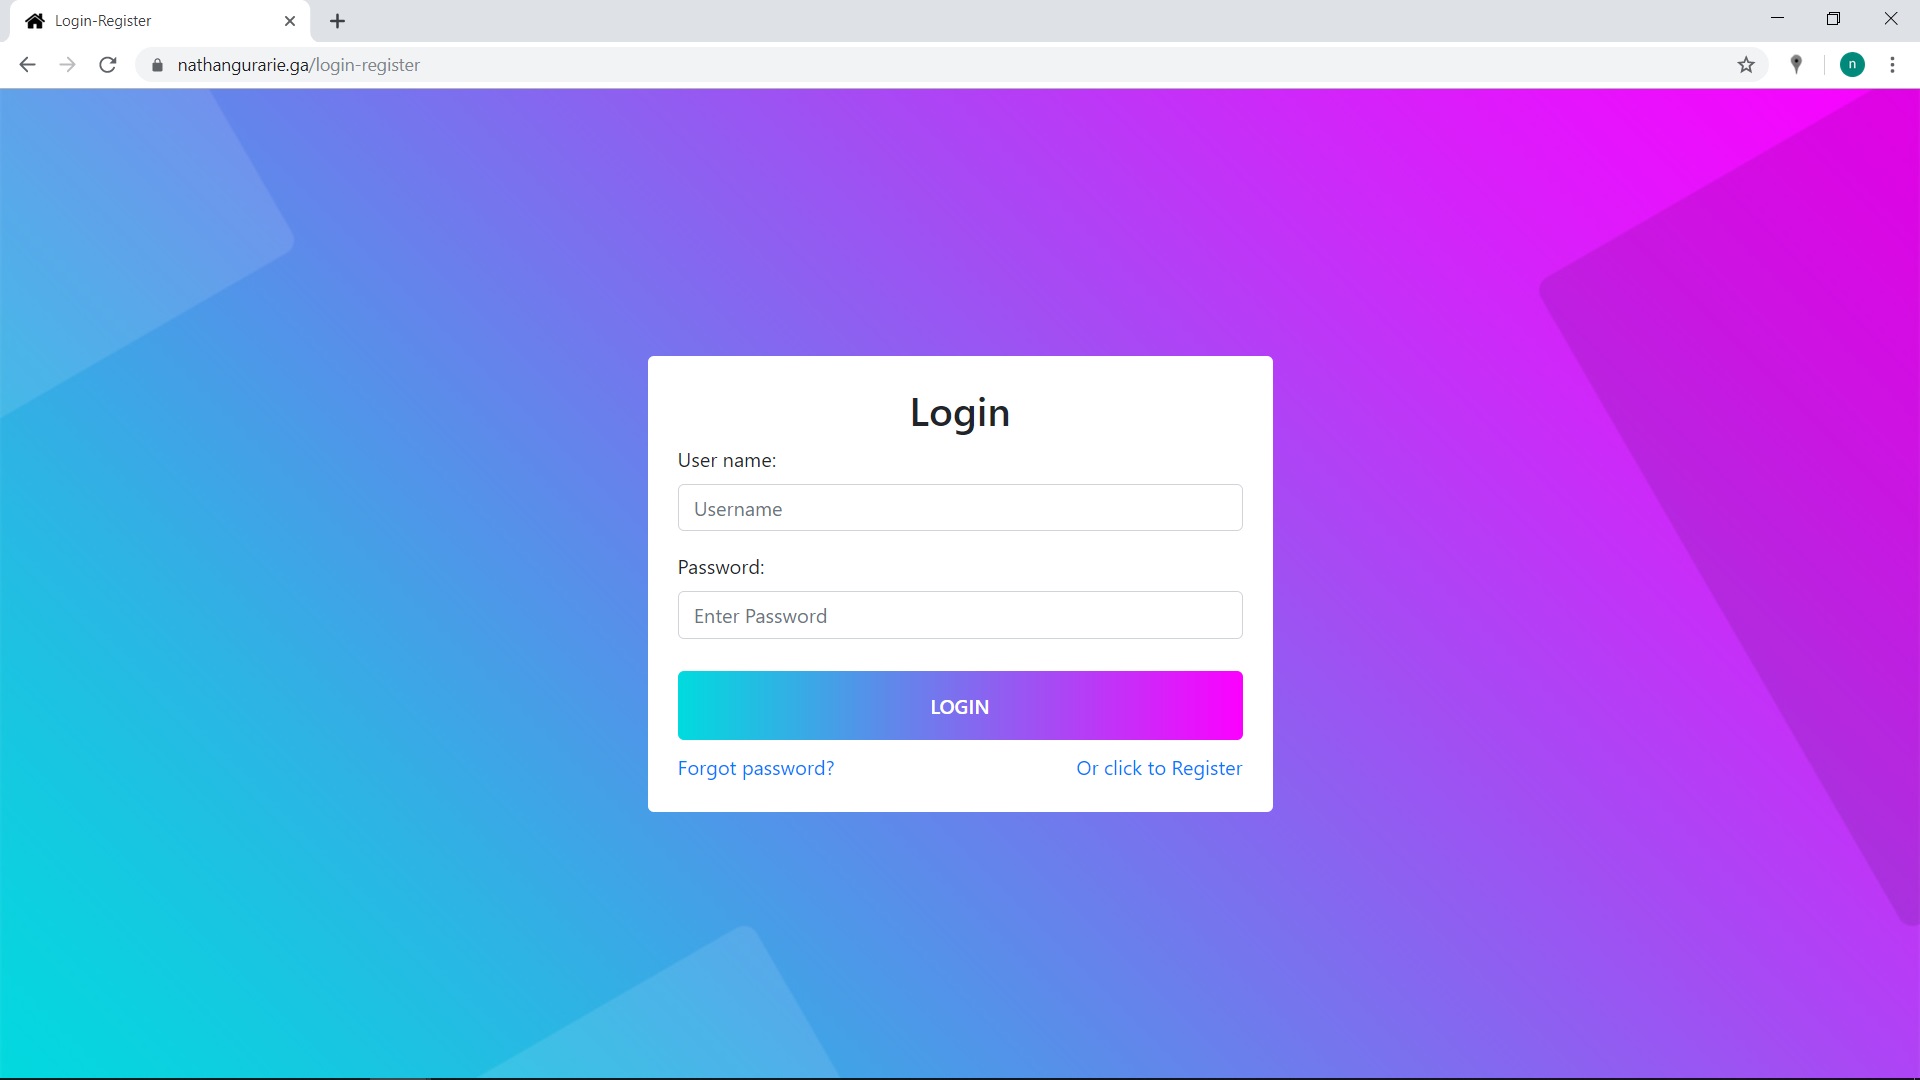 Login-Register
nathangurarie.ga/login-register
n
Login
User name:
Username
Password:
Enter Password
LOGIN
Forgot password?
Or click to Register